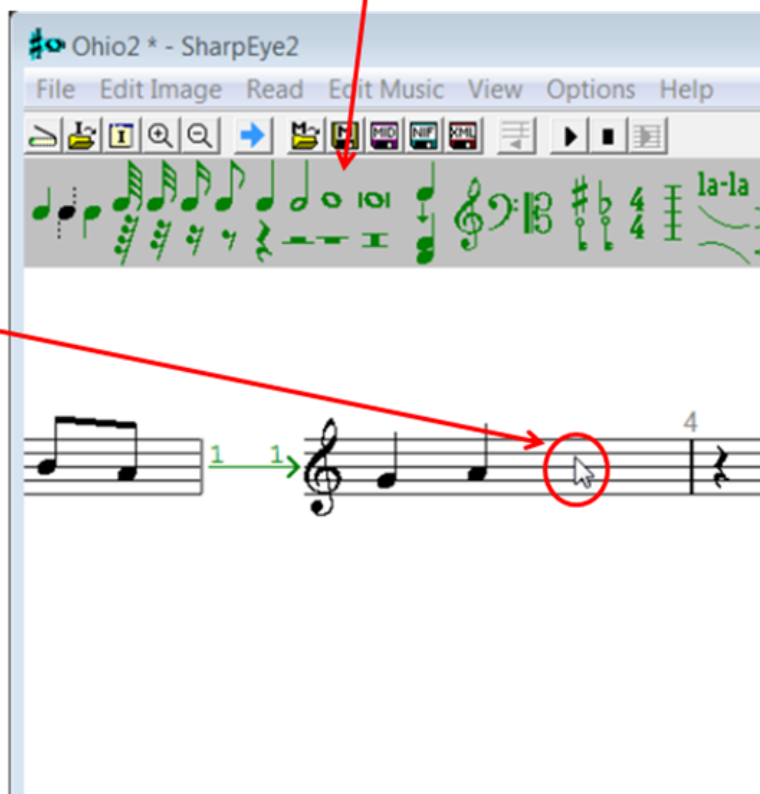 Ohio2 * - SharpEye2
File Edit Image Read Edit Music View Options Help
I M M MID NIF XML
4 4 la-la
4
1 1